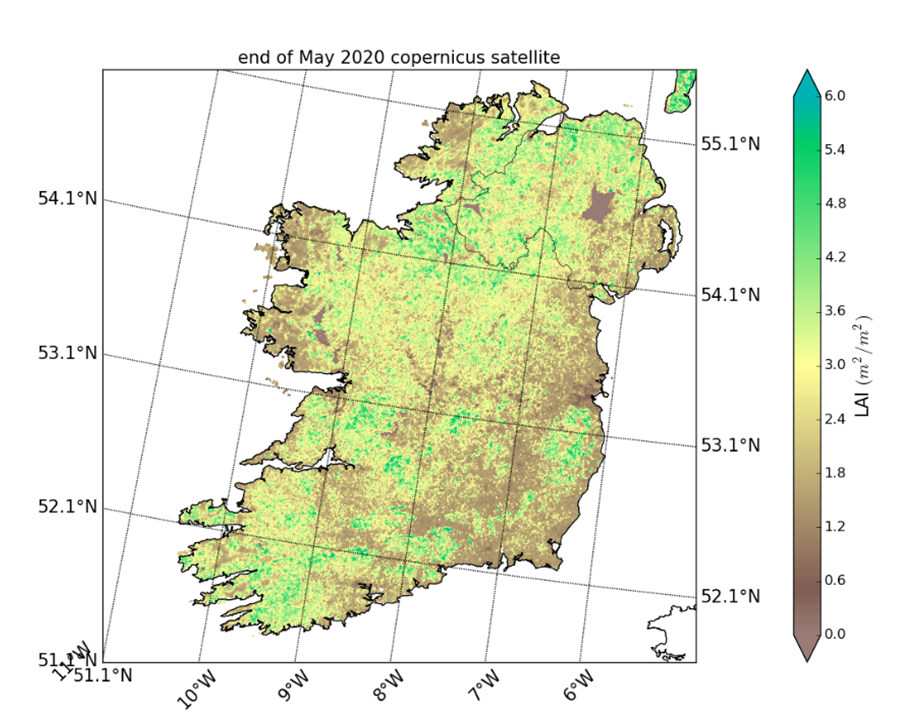 end of May 2020 copernicus satellite
6.0
55.1°N
5.4
54.1°N
4.8
4.2
54.1°N
3.6
53.1°N
3.0
LAI (m²/m²)
2.4
53.1°N
1.8
52.1°N
1.2
52.1°N
0.6
0.0
51.1°N
11°W
51.1°N
10°W
9°W
8°W
7°W
6°W